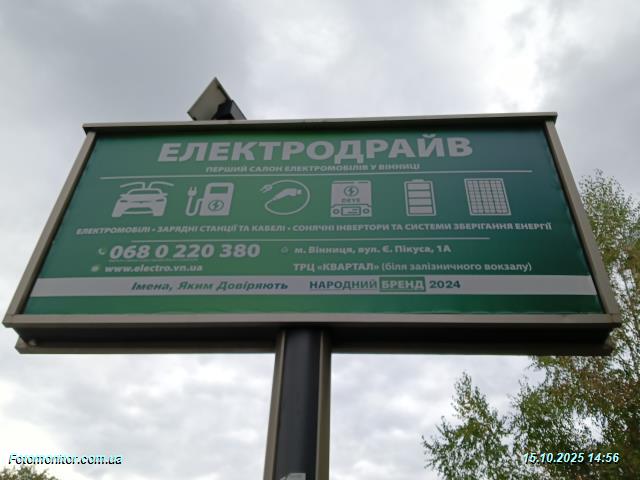 ЕЛЕКТРОДРАЙВ
ПЕРШИЙ САЛОН ЕЛЕКТРОМОБІЛІВ У ВІННИЦІ
DEYE
ЕЛЕКТРОМОБІЛІ • ЗАРЯДНІ СТАНЦІЇ ТА КАБЕЛІ • СОНЯЧНІ ІНВЕРТОРИ ТА СИСТЕМИ ЗБЕРІГАННЯ ЕНЕРГІЇ
068 0 220 380
м. Вінниця, вул. Є. Пікуса, 1А
www.electro.vn.ua
ТРЦ «КВАРТАЛ» (біля залізничного вокзалу)
Імена, Яким Довіряють НАРОДНИЙ БРЕНД 2024
Fotomonitor.com.ua
15.10.2025 14:56